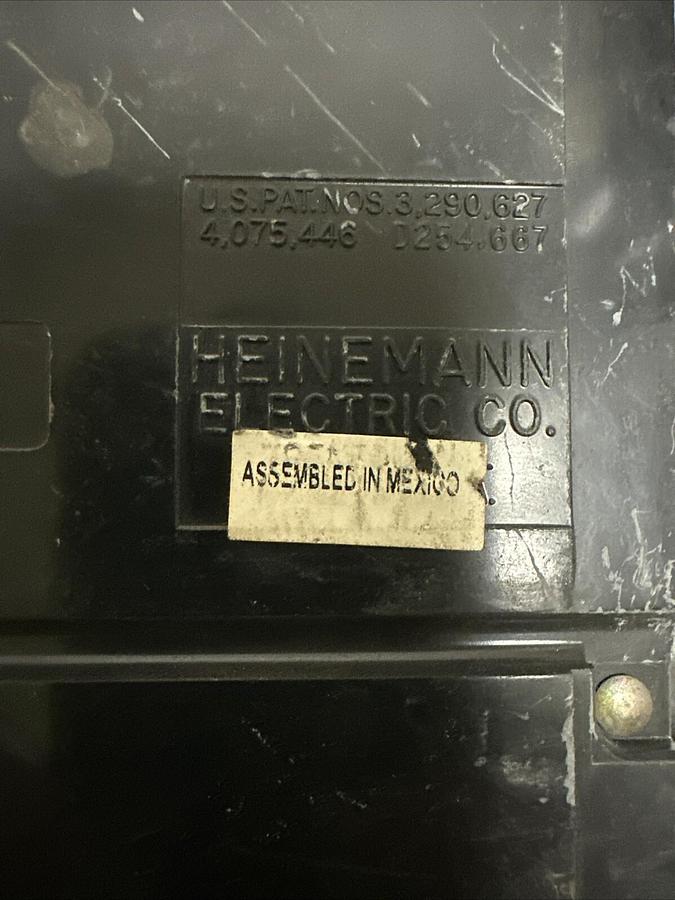 U.S.PAT.NOS.3,290,627
4,075,446 D254,667
HEINEMANN
ELECTRIC CO.
ASSEMBLED IN MEXICO